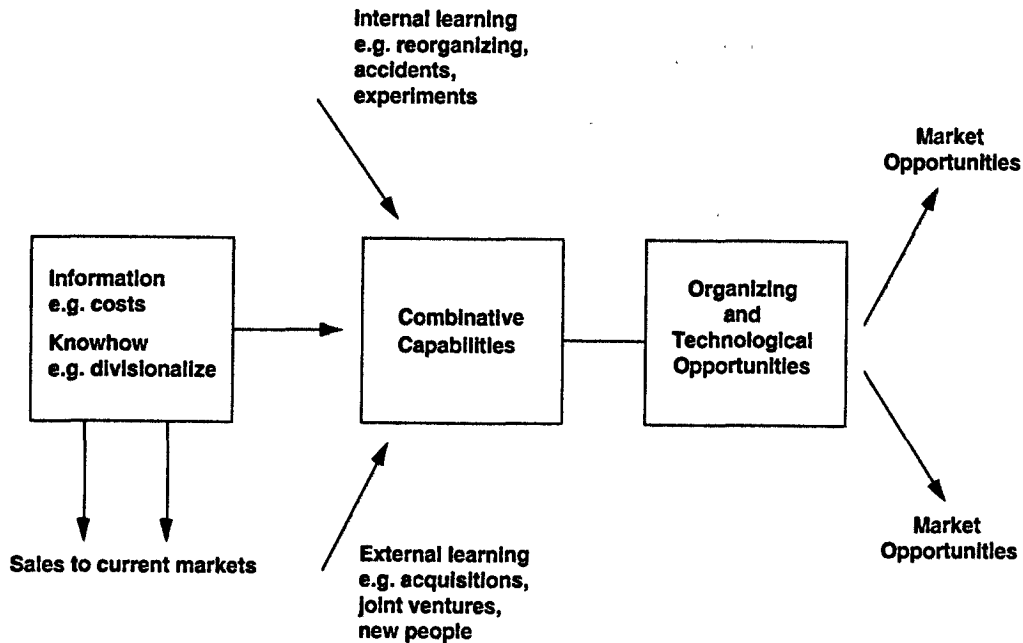 Internal learning
e.g. reorganizing,
accidents,
experiments
Market
Opportunities
Information
e.g. costs
Knowhow
e.g. divisionalize
Combinative
Capabilities
Organizing
and
Technological
Opportunities
Sales to current markets
External learning
e.g. acquisitions,
joint ventures,
new people
Market
Opportunities